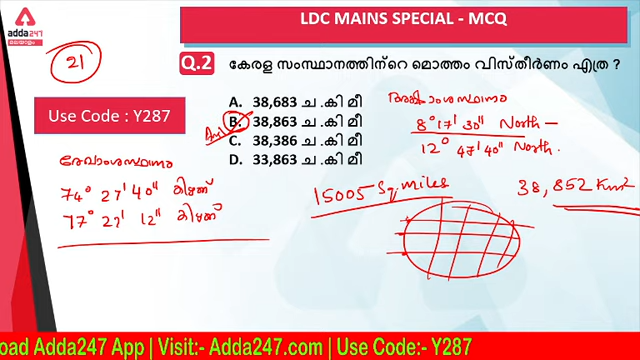 adda247
മലയാളം
LDC MAINS SPECIAL - MCQ
21
Q.2 കേരള സംസ്ഥാനത്തിന്റെ മൊത്തം വിസ്തീർണം എത്ര ?
Use Code : Y287
A. 38,683 ച .കി മീ
B. 38,863 ച .കി മീ
C. 38,386 ച .കി മീ
D. 33,863 ച .കി മീ
Ans
അക്ഷാംശസ്ഥാനം
8° 17' 30" North
12° 47' 40" North.
രേഖാംശസ്ഥാനം
74° 27' 40" കിഴക്ക്
77° 27' 12" കിഴക്ക്
15005 Sq. miles
38,852 Km²
oad Adda247 App | Visit:- Adda247.com | Use Code:- Y287